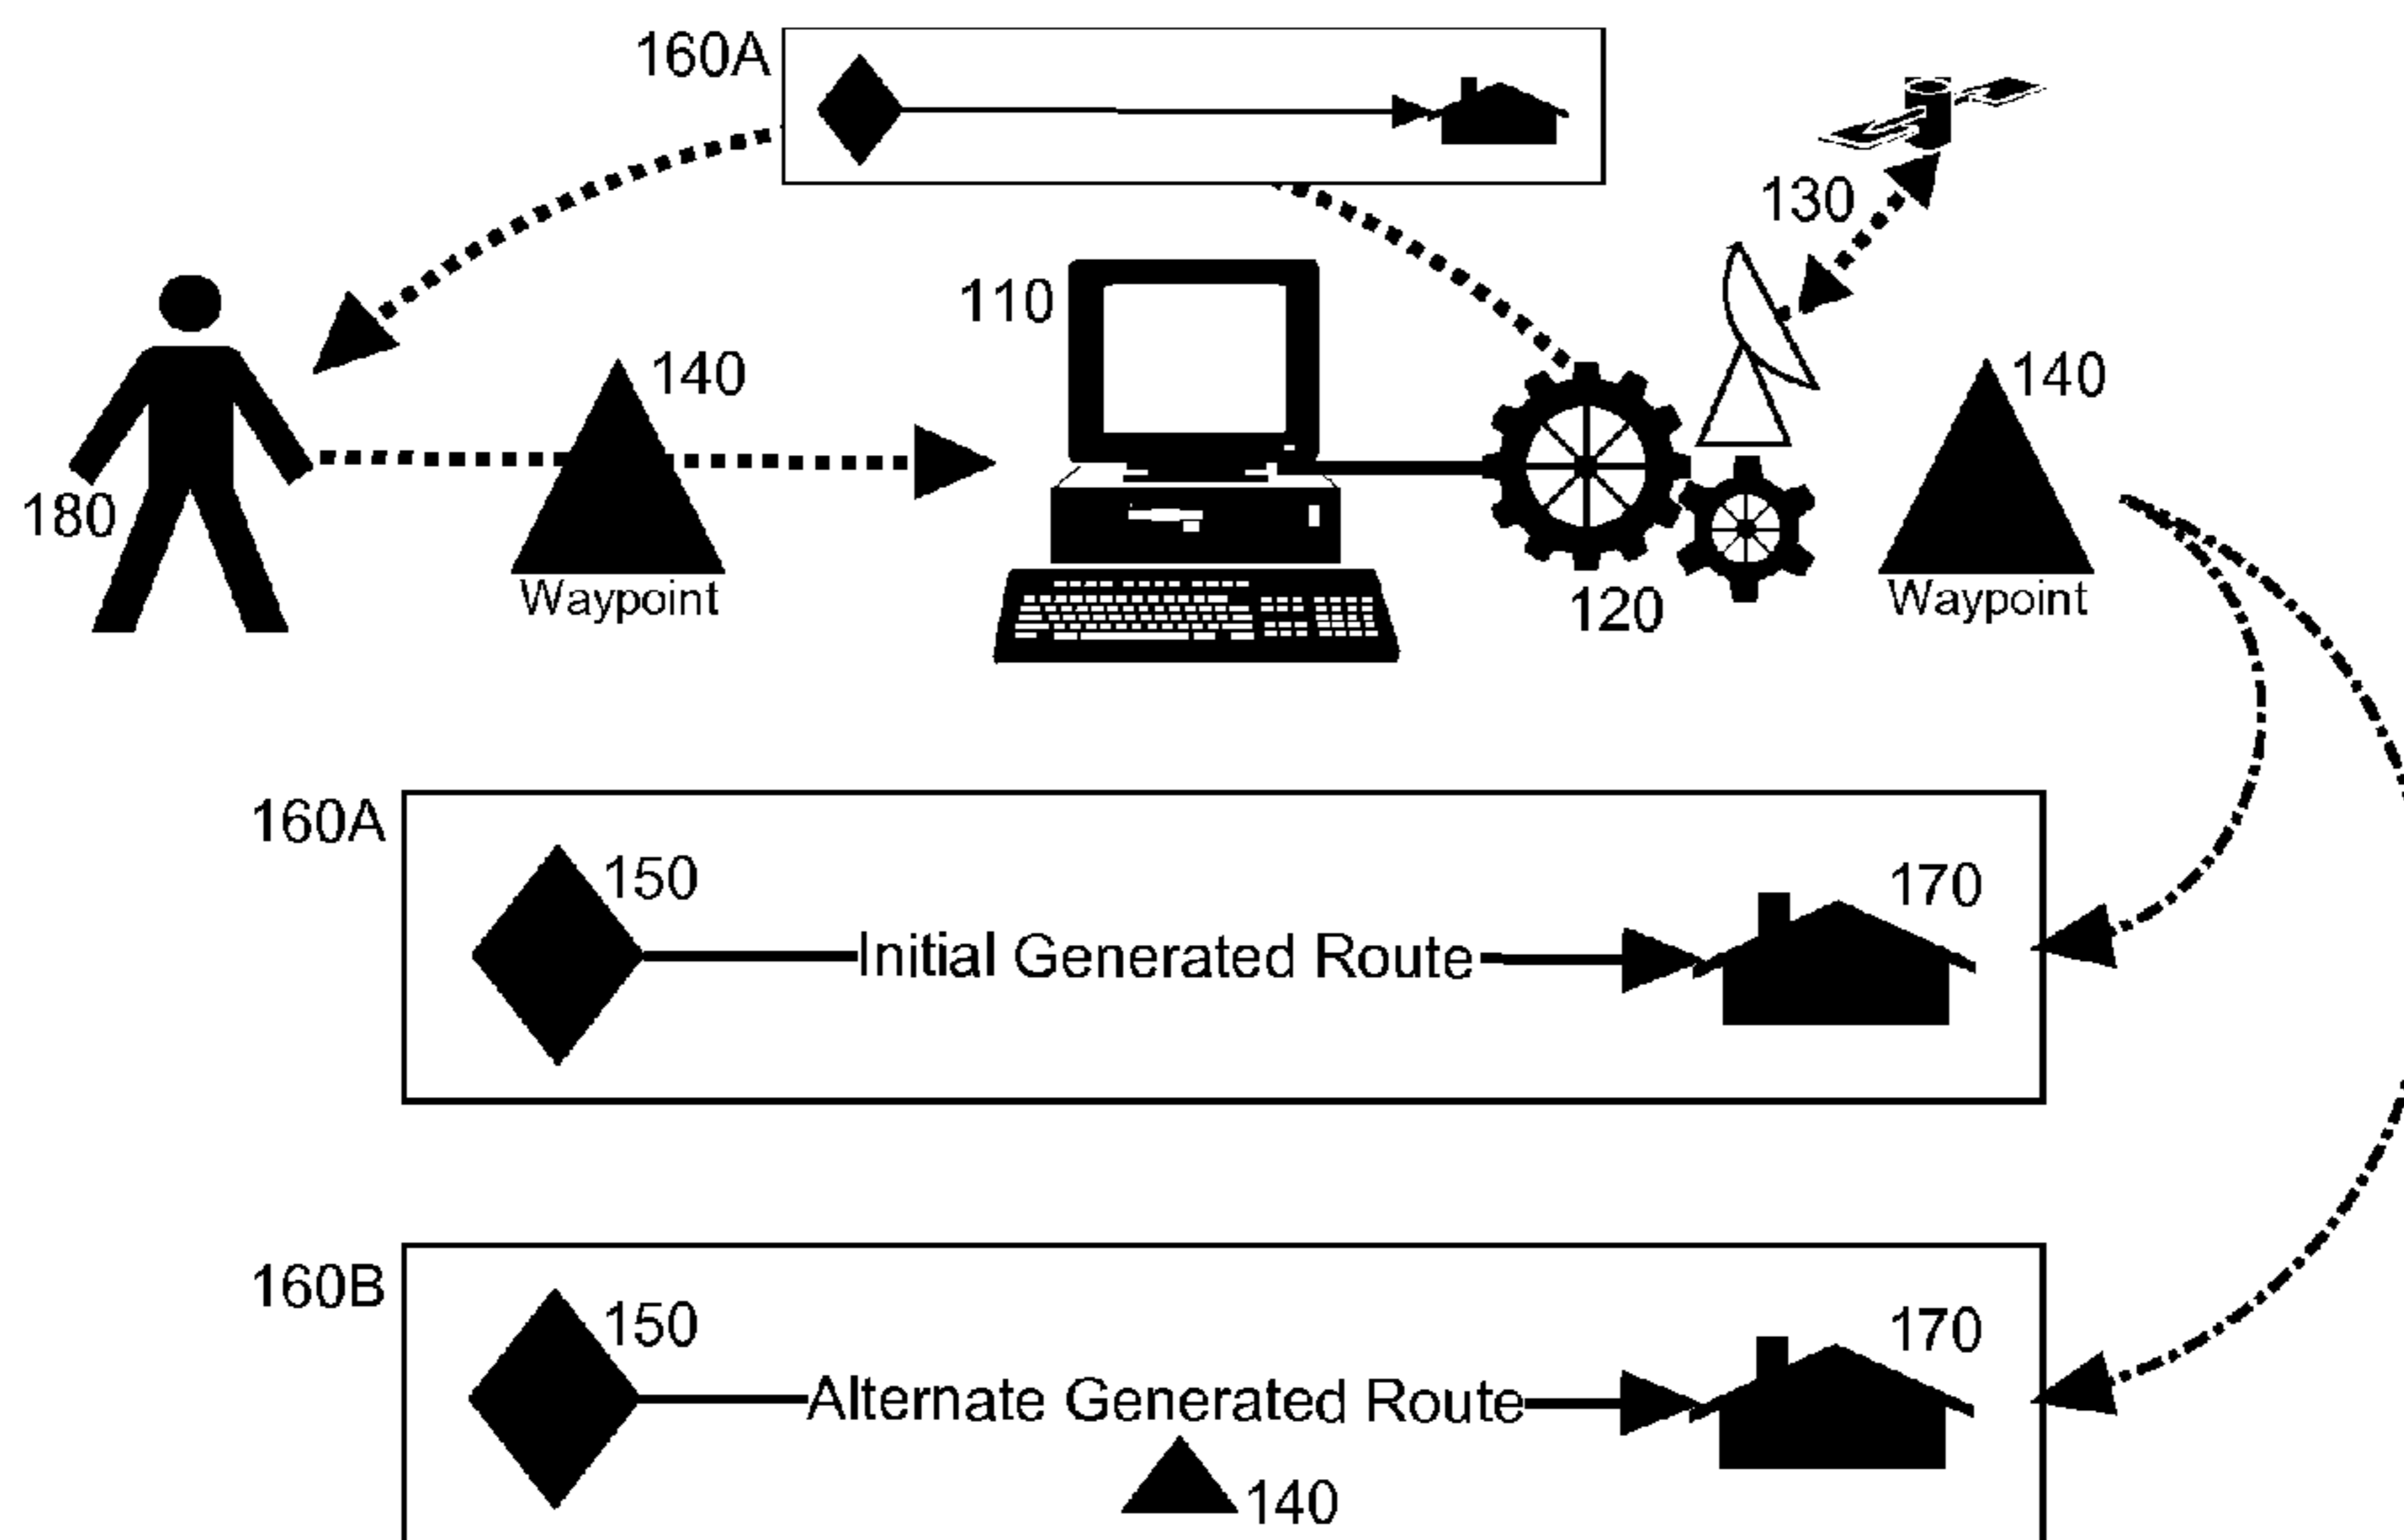 160A
130
110
140
140
180
Waypoint
120
Waypoint
160A
150
170
Initial Generated Route
160B
150
170
Alternate Generated Route
140